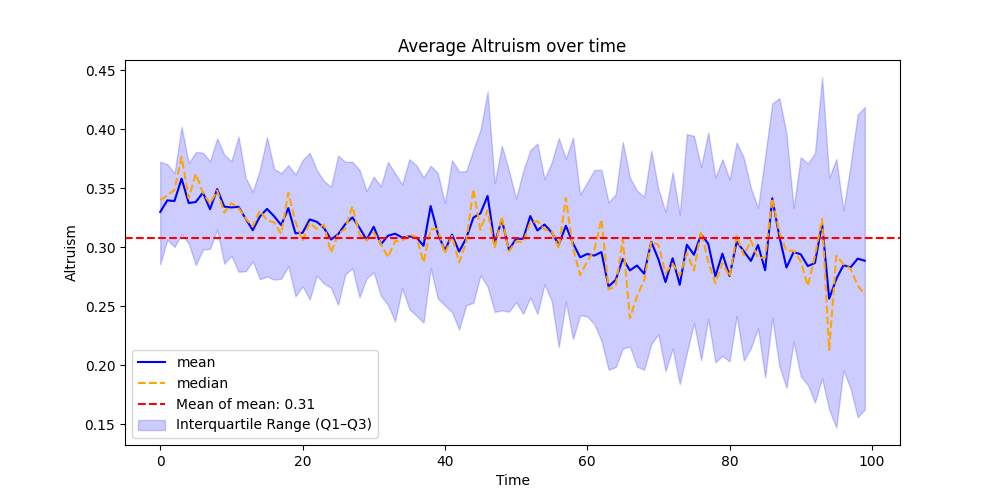 Average Altruism over time
Altruism
0.45
0.40
0.35
0.30
0.25
0.20
0.15
mean
median
Mean of mean: 0.31
Interquartile Range (Q1–Q3)
0
20
40
60
80
100
Time